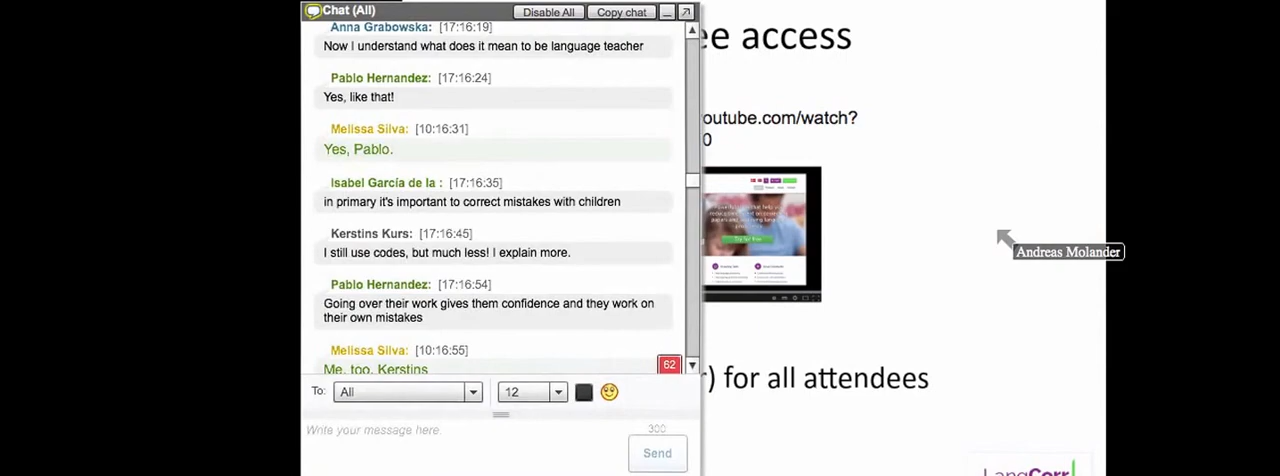 Chat (All)
Disable All
Copy chat
Anna Grabowska: [17:16:19]
Now I understand what does it mean to be language teacher
Pablo Hernandez: [17:16:24]
Yes, like that!
Melissa Silva: [10:16:31]
Yes, Pablo.
Isabel García de la : [17:16:35]
in primary it's important to correct mistakes with children
Kerstins Kurs: [17:16:45]
I still use codes, but much less! I explain more.
Pablo Hernandez: [17:16:54]
Going over their work gives them confidence and they work on
their own mistakes
Melissa Silva: [10:16:55]
Me, too, Kerstins
62
To: All
12
Write your message here.
300
Send
ee access
outube.com/watch?
0
Andreas Molander
r) for all attendees
LangCorr